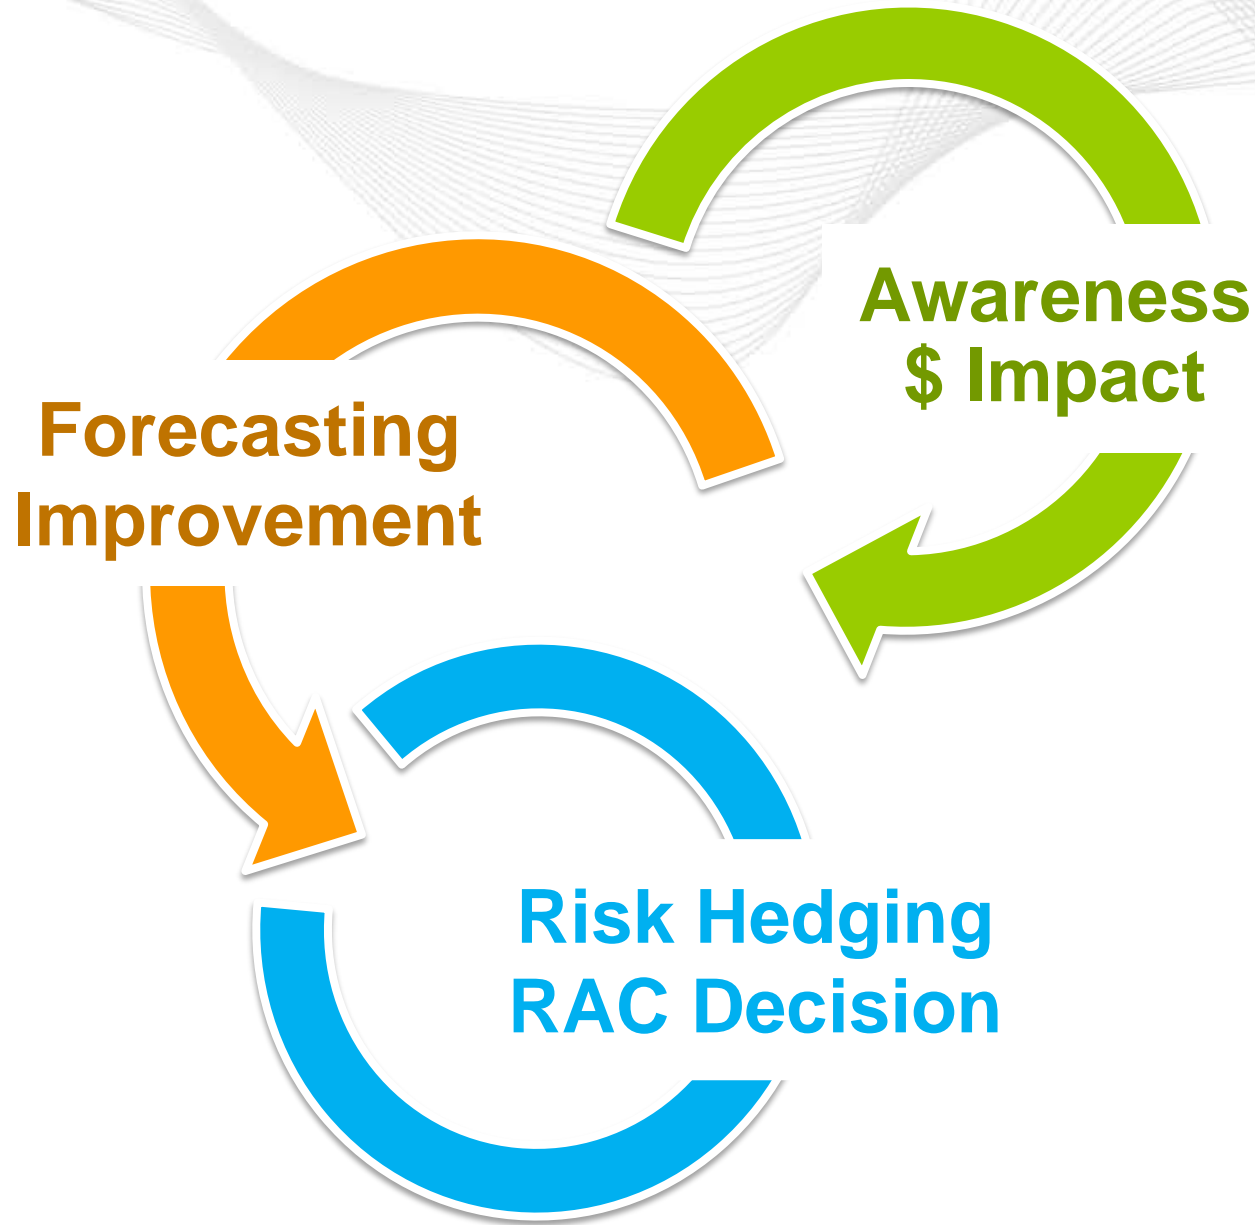 Awareness
$ Impact
Forecasting
Improvement
Risk Hedging
RAC Decision